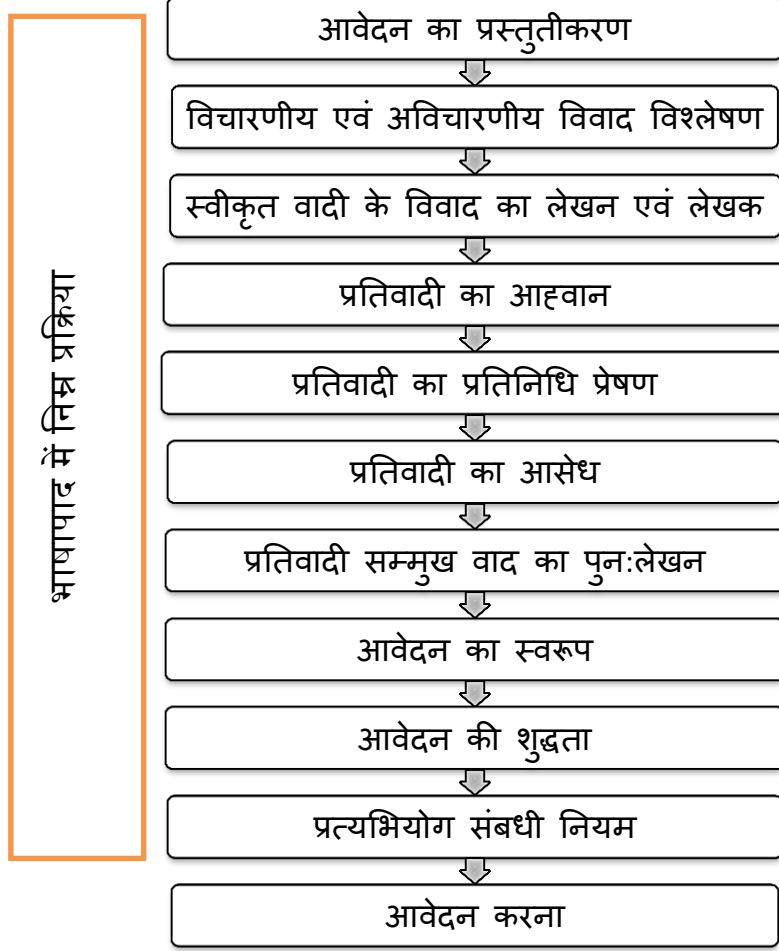 भाषापाद में निम्न प्रक्रिया
आवेदन का प्रस्तुतीकरण
विचारणीय एवं अविचारणीय विवाद विश्लेषण
स्वीकृत वादी के विवाद का लेखन एवं लेखक
प्रतिवादी का आह्वान
प्रतिवादी का प्रतिनिधि प्रेषण
प्रतिवादी का आसेध
प्रतिवादी सम्मुख वाद का पुन:लेखन
आवेदन का स्वरूप
आवेदन की शुद्धता
प्रत्यभियोग संबधी नियम
आवेदन करना